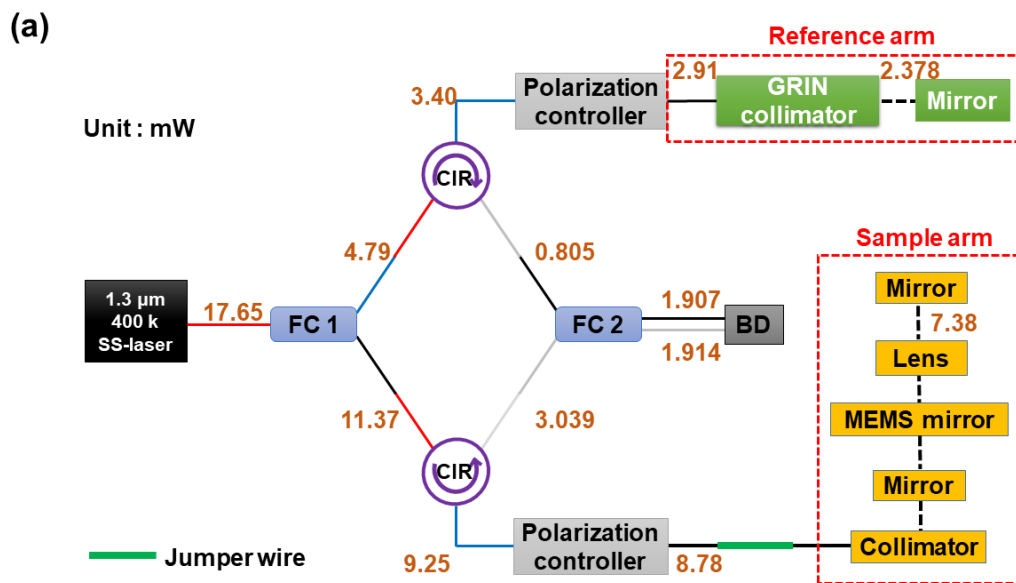 (a)
Reference arm
Unit : mW
3.40
Polarization
controller
2.91
GRIN
collimator
2.378
Mirror
CIR
4.79
0.805
1.3 µm
400 k
SS-laser
17.65
FC 1
FC 2
1.907
1.914
BD
11.37
3.039
CIR
9.25
Polarization
controller
8.78
Jumper wire
Sample arm
Mirror
7.38
Lens
MEMS mirror
Mirror
Collimator